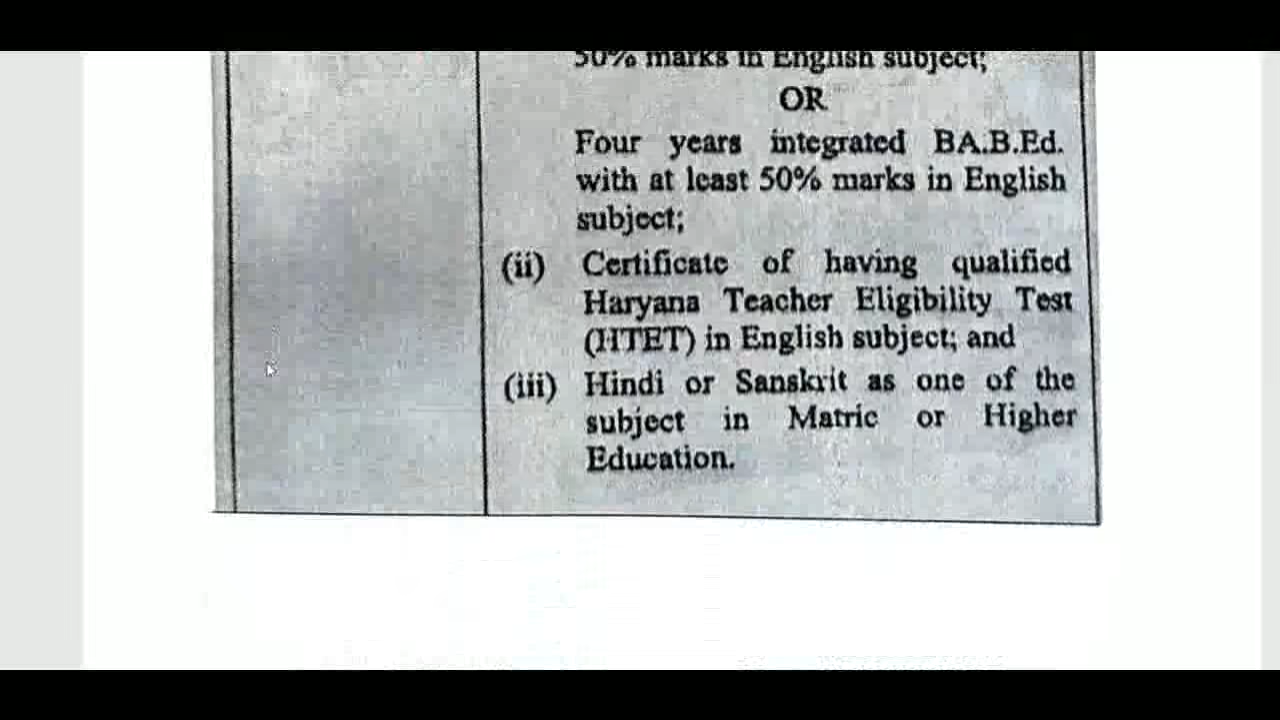 50% marks in English subject;
OR
Four years integrated BA.B.Ed.
with at least 50% marks in English
subject;
(ii) Certificate of having qualified
Haryana Teacher Eligibility Test
(HTET) in English subject; and
(iii) Hindi or Sanskrit as one of the
subject in Matric or Higher
Education.